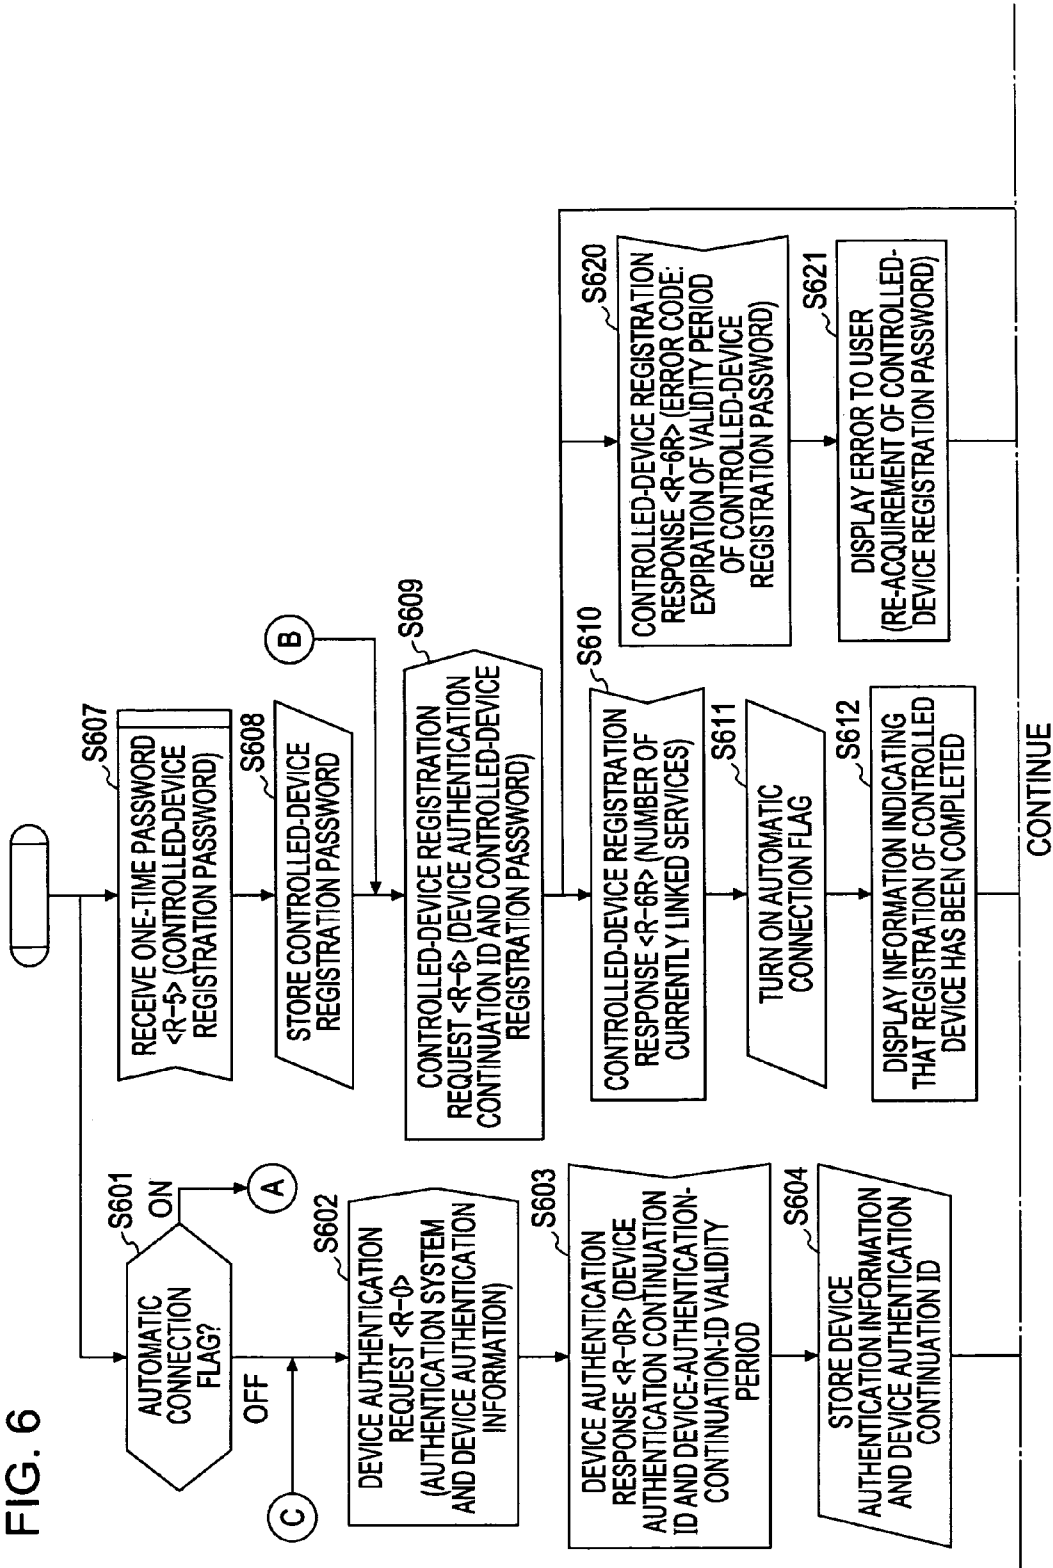 FIG. 6
S601
AUTOMATIC
CONNECTION
FLAG?
ON
A
OFF
C
S602
DEVICE AUTHENTICATION
REQUEST <R-0>
(AUTHENTICATION SYSTEM
AND DEVICE AUTHENTICATION
INFORMATION)
S603
DEVICE AUTHENTICATION
RESPONSE <R-0R> (DEVICE
AUTHENTICATION CONTINUATION
ID AND DEVICE-AUTHENTICATION-
CONTINUATION-ID VALIDITY
PERIOD
S604
STORE DEVICE
AUTHENTICATION INFORMATION
AND DEVICE AUTHENTICATION
CONTINUATION ID
S607
RECEIVE ONE-TIME PASSWORD
<R-5> (CONTROLLED-DEVICE
REGISTRATION PASSWORD)
S608
STORE CONTROLLED-DEVICE
REGISTRATION PASSWORD
B
S609
CONTROLLED-DEVICE REGISTRATION
REQUEST <R-6> (DEVICE AUTHENTICATION
CONTINUATION ID AND CONTROLLED-DEVICE
REGISTRATION PASSWORD)
S610
CONTROLLED-DEVICE REGISTRATION
RESPONSE <R-6R> (NUMBER OF
CURRENTLY LINKED SERVICES)
S611
TURN ON AUTOMATIC
CONNECTION FLAG
S612
DISPLAY INFORMATION INDICATING
THAT REGISTRATION OF CONTROLLED
DEVICE HAS BEEN COMPLETED
S620
CONTROLLED-DEVICE REGISTRATION
RESPONSE <R-6R> (ERROR CODE:
EXPIRATION OF VALIDITY PERIOD
OF CONTROLLED-DEVICE
REGISTRATION PASSWORD)
S621
DISPLAY ERROR TO USER
(RE-ACQUIREMENT OF CONTROLLED-
DEVICE REGISTRATION PASSWORD)
CONTINUE